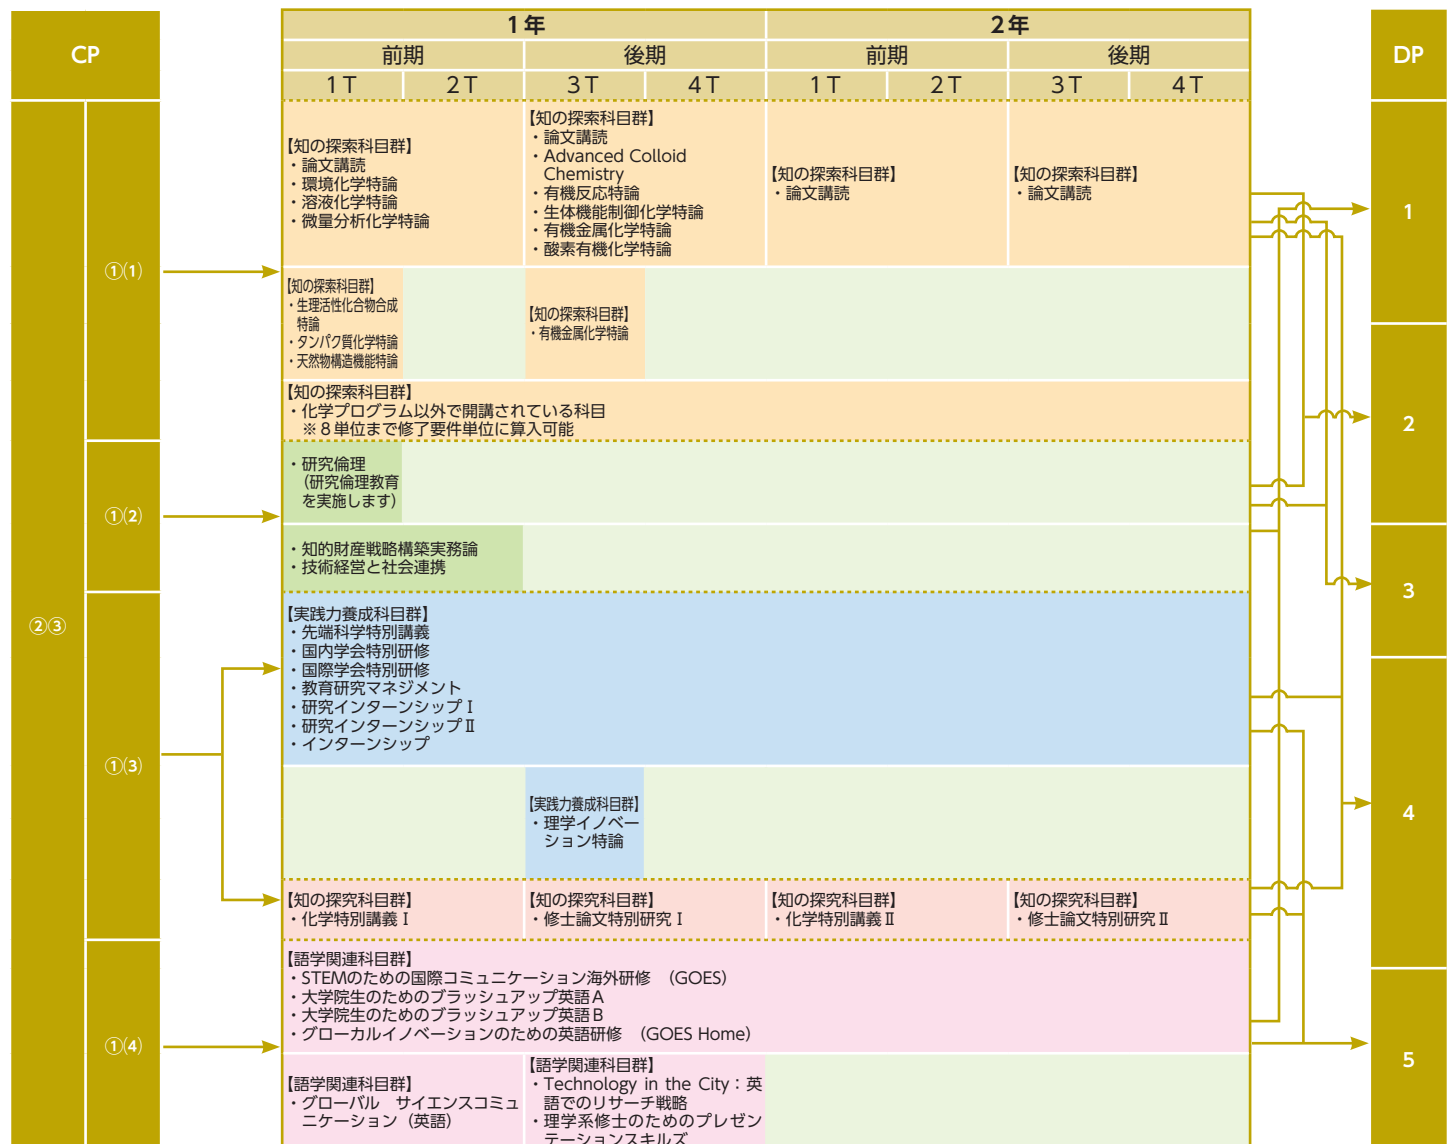 CP
1年
2年
DP
前期
後期
前期
後期
1T
2T
3T
4T
1T
2T
3T
4T
②③
①(1)
【知の探索科目群】
・論文講読
・環境化学特論
・溶液化学特論
・微量分析化学特論
【知の探索科目群】
・論文講読
・Advanced Colloid
Chemistry
・有機反応特論
・生体機能制御化学特論
・有機金属化学特論
・酸素有機化学特論
【知の探索科目群】
・論文講読
【知の探索科目群】
・論文講読
1
【知の探索科目群】
・生理活性化合物合成
特論
・タンパク質化学特論
・天然物構造機能特論
【知の探索科目群】
・有機金属化学特論
【知の探索科目群】
・化学プログラム以外で開講されている科目
※８単位まで修了要件単位に算入可能
2
①(2)
・研究倫理
（研究倫理教育
を実施します）
・知的財産戦略構築実務論
・技術経営と社会連携
3
①(3)
【実践力養成科目群】
・先端科学特別講義
・国内学会特別研修
・国際学会特別研修
・教育研究マネジメント
・研究インターンシップⅠ
・研究インターンシップⅡ
・インターンシップ
【実践力養成科目群】
・理学イノベー
ション特論
4
【知の探究科目群】
・化学特別講義Ⅰ
【知の探究科目群】
・修士論文特別研究Ⅰ
【知の探究科目群】
・化学特別講義Ⅱ
【知の探究科目群】
・修士論文特別研究Ⅱ
①(4)
【語学関連科目群】
・STEMのための国際コミュニケーション海外研修　（GOES）
・大学院生のためのブラッシュアップ英語A
・大学院生のためのブラッシュアップ英語B
・グローカルイノベーションのための英語研修　（GOES Home）
【語学関連科目群】
・グローバル　サイエンスコミュ
ニケーション（英語）
【語学関連科目群】
・Technology in the City：英
語でのリサーチ戦略
・理学系修士のためのプレゼン
テーションスキルズ
5